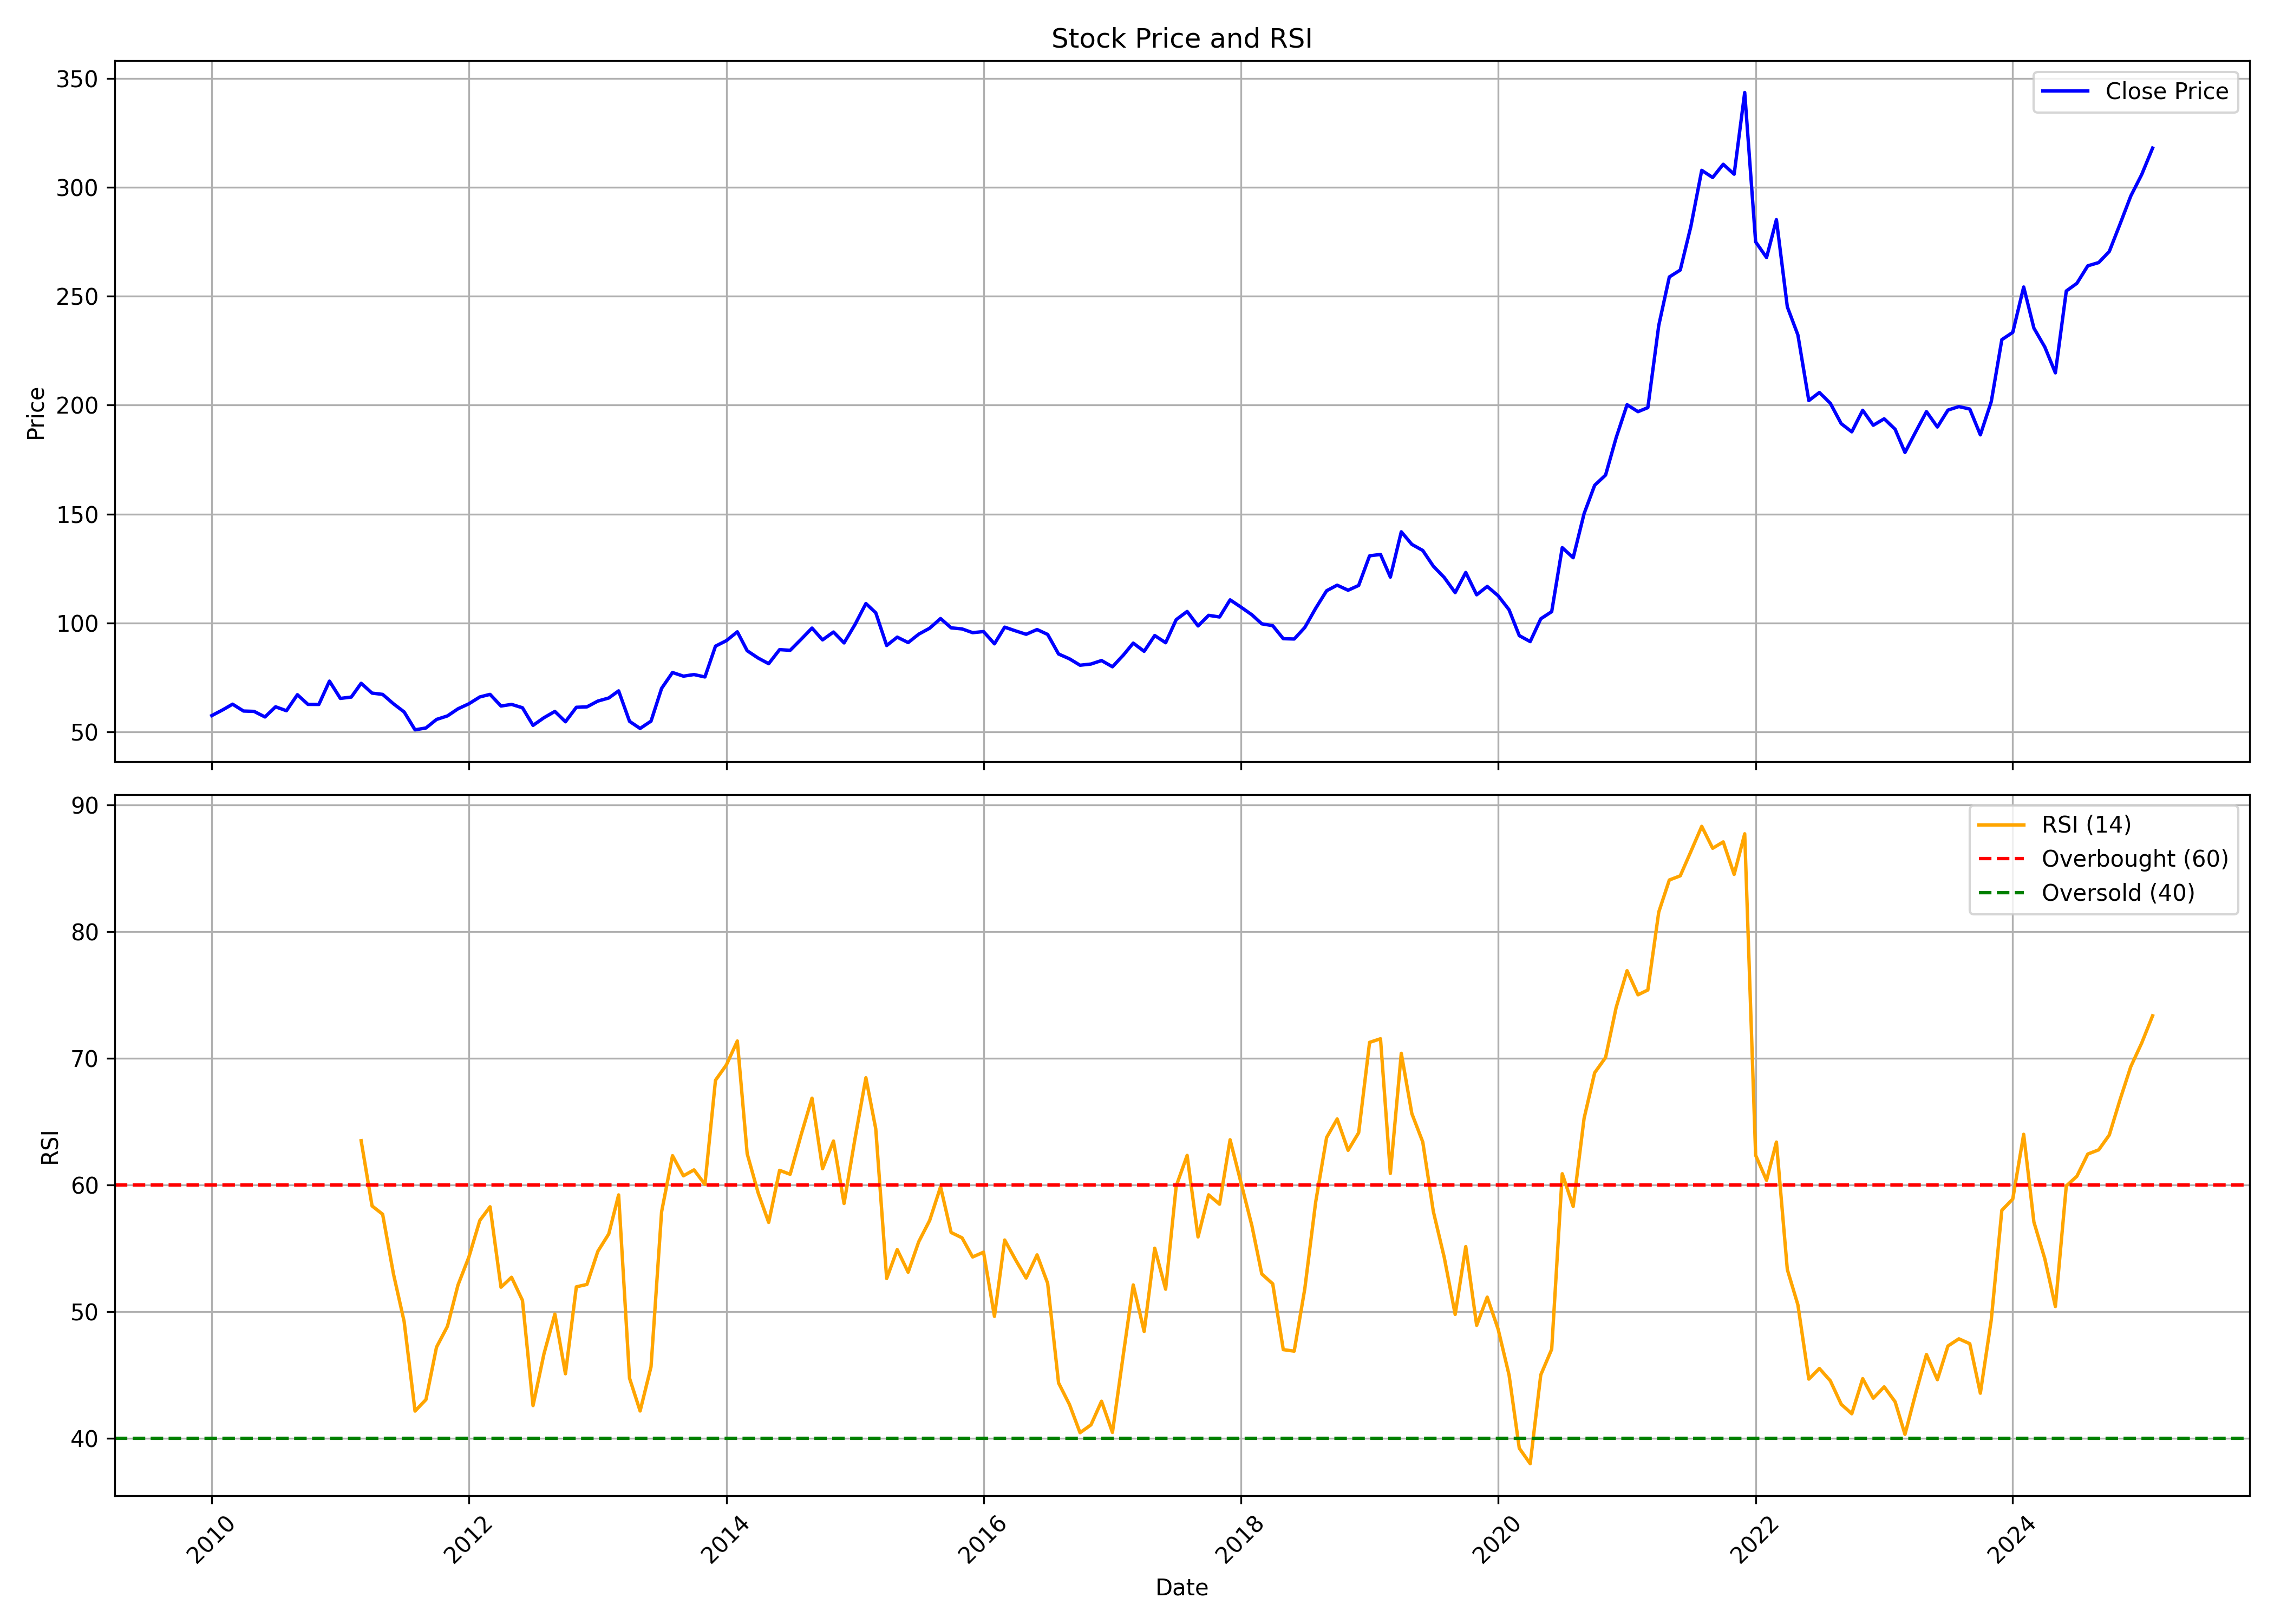 Stock Price and RSI
350
300
250
200
150
100
50
Price
Close Price
90
80
70
60
50
40
RSI
RSI (14)
Overbought (60)
Oversold (40)
2010
2012
2014
2016
2018
2020
2022
2024
Date